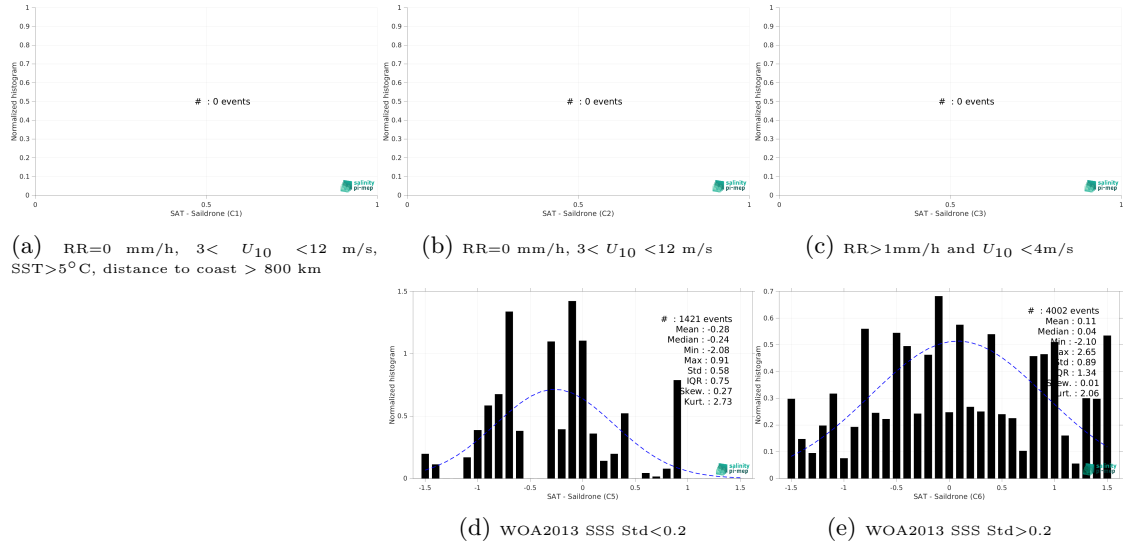 1
0.9
0.8
0.7
0.6
0.5
0.4
0.3
0.2
0.1
0
Normalized histogram
# : 0 events
salinity
pi-mep
0 0.5 1
SAT - Saildrone (C1)
(a) RR=0 mm/h, 3< U10 <12 m/s,
SST>5°C, distance to coast > 800 km
1
0.9
0.8
0.7
0.6
0.5
0.4
0.3
0.2
0.1
0
Normalized histogram
# : 0 events
salinity
pi-mep
0 0.5 1
SAT - Saildrone (C2)
(b) RR=0 mm/h, 3< U10 <12 m/s
1
0.9
0.8
0.7
0.6
0.5
0.4
0.3
0.2
0.1
0
Normalized histogram
# : 0 events
salinity
pi-mep
0 0.5 1
SAT - Saildrone (C3)
(c) RR>1mm/h and U10 <4m/s
1.5
1
0.5
0
Normalized histogram
# : 1421 events
Mean : -0.28
Median : -0.24
Min : -2.08
Max : 0.91
Std : 0.58
IQR : 0.75
Skew. : 0.27
Kurt. : 2.73
salinity
pi-mep
-1.5 -1 -0.5 0 0.5 1 1.5
SAT - Saildrone (C5)
(d) WOA2013 SSS Std<0.2
0.7
0.6
0.5
0.4
0.3
0.2
0.1
0
Normalized histogram
# : 4002 events
Mean : 0.11
Median : 0.04
Min : -2.10
Max : 2.65
Std : 0.89
IQR : 1.34
Skew. : 0.01
Kurt. : 2.06
salinity
pi-mep
-1.5 -1 -0.5 0 0.5 1 1.5
SAT - Saildrone (C6)
(e) WOA2013 SSS Std>0.2